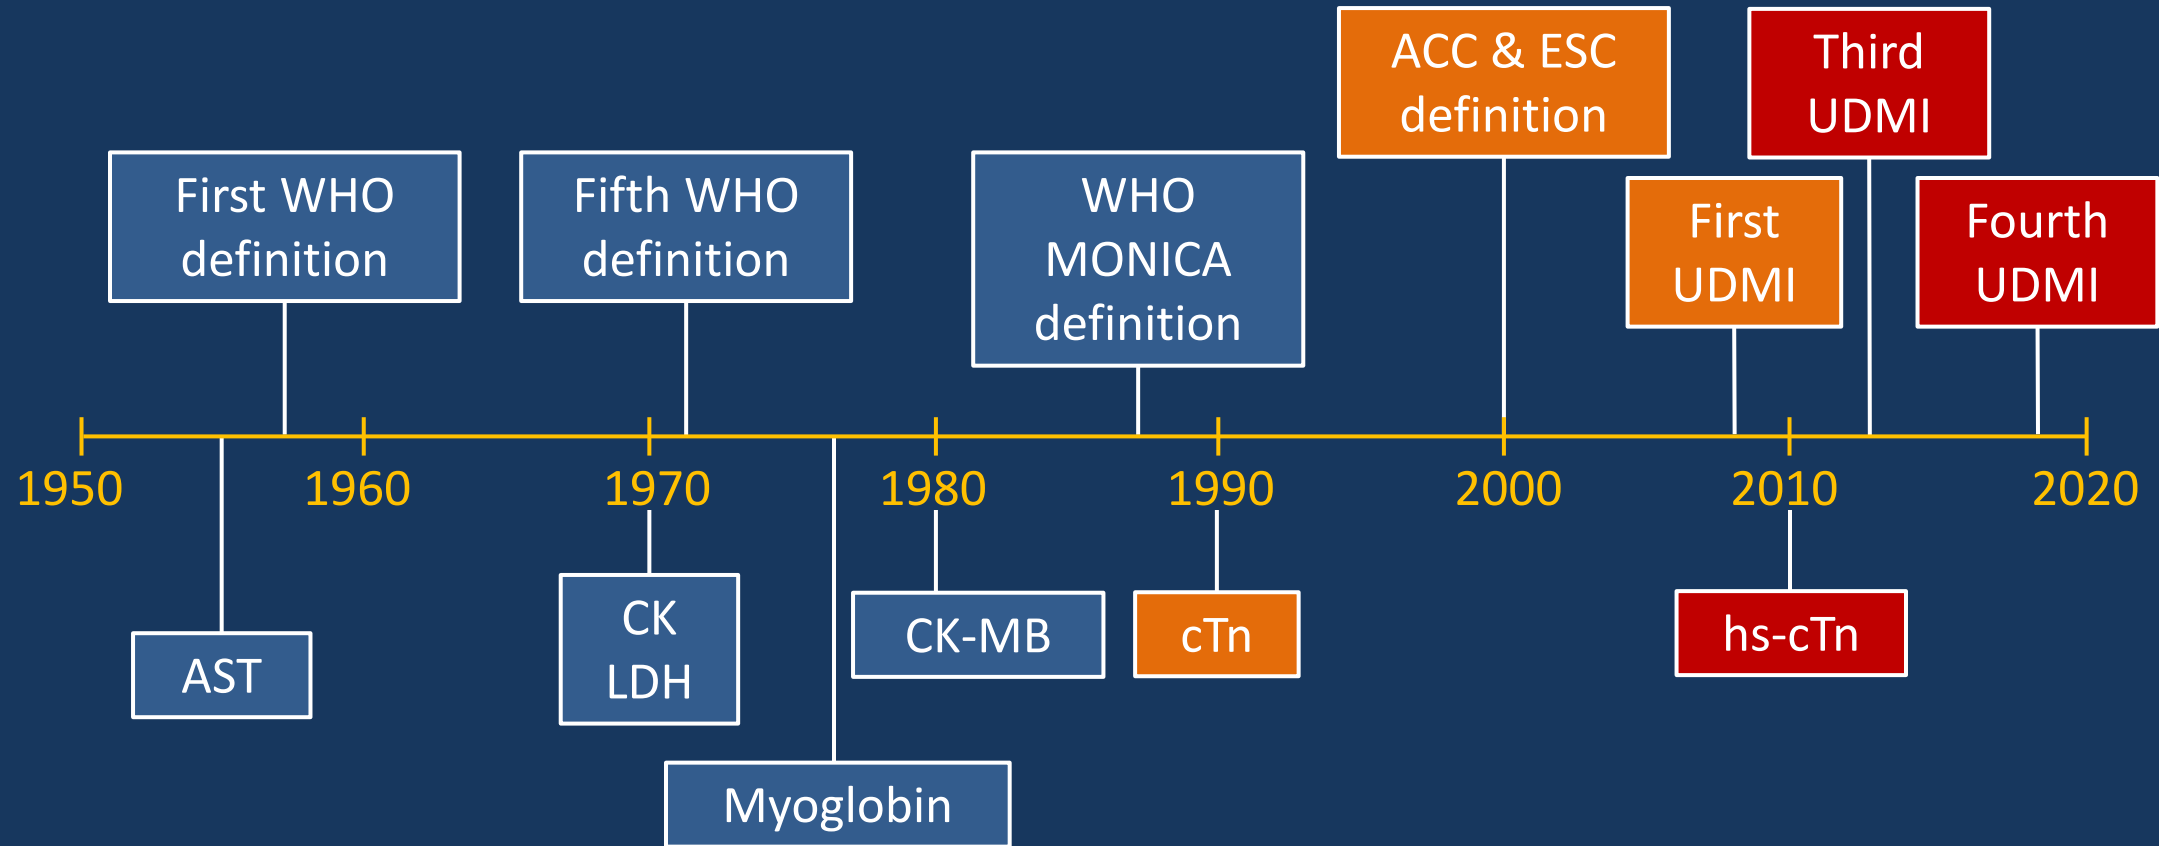 ACC & ESC
definition
Third
UDMI
First WHO
definition
Fifth WHO
definition
WHO
MONICA
definition
First
UDMI
Fourth
UDMI
1950
1960
1970
1980
1990
2000
2010
2020
AST
CK
LDH
Myoglobin
CK-MB
cTn
hs-cTn